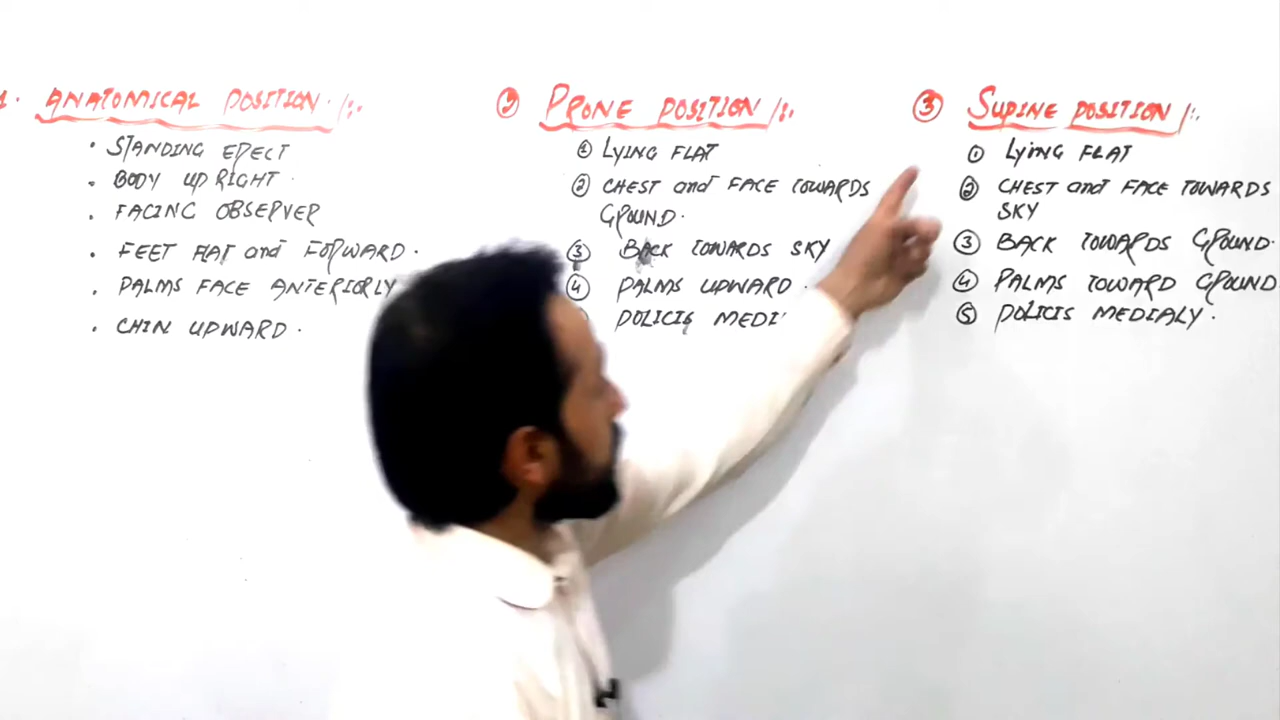 1. ANATOMICAL POSITION
• STANDING ERECT
• BODY UPRIGHT
• FACING OBSERVER
• FEET FLAT and FORWARD.
• PALMS FACE ANTERIORLY
• CHIN UPWARD.
PRONE POSITION
① LYING FLAT
② CHEST and FACE TOWARDS
GROUND.
③ BACK TOWARDS SKY
④ PALMS UPWARD
POLICIS MEDI
③ SUPINE POSITION
① LYING FLAT
② CHEST and FACE TOWARDS
SKY
③ BACK TOWARDS GROUND.
④ PALMS TOWARD GROUND
⑤ POLICIS MEDIALY.